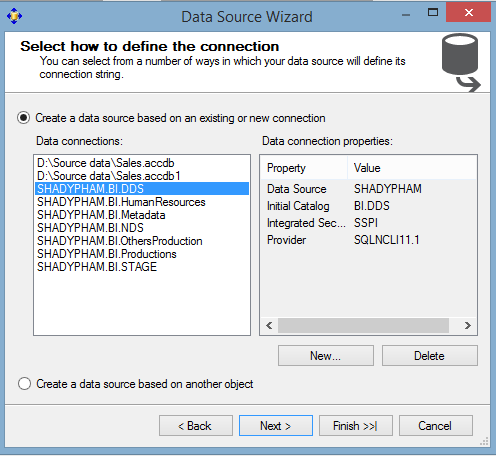 Data Source Wizard
Select how to define the connection
You can select from a number of ways in which your data source will define its
connection string.
Create a data source based on an existing or new connection
Data connections:
Data connection properties:
D:\Source data\Sales.accdb
D:\Source data\Sales.accdb1
SHADYPHAM.BI.DDS
SHADYPHAM.BI.HumanResources
SHADYPHAM.BI.Metadata
SHADYPHAM.BI.NDS
SHADYPHAM.BI.OthersProduction
SHADYPHAM.BI.Productions
SHADYPHAM.BI.STAGE
Property Value
Data Source SHADYPHAM
Initial Catalog BI.DDS
Integrated Sec... SSPI
Provider SQLNCLI11.1
New... Delete
Create a data source based on another object
< Back Next > Finish >>| Cancel